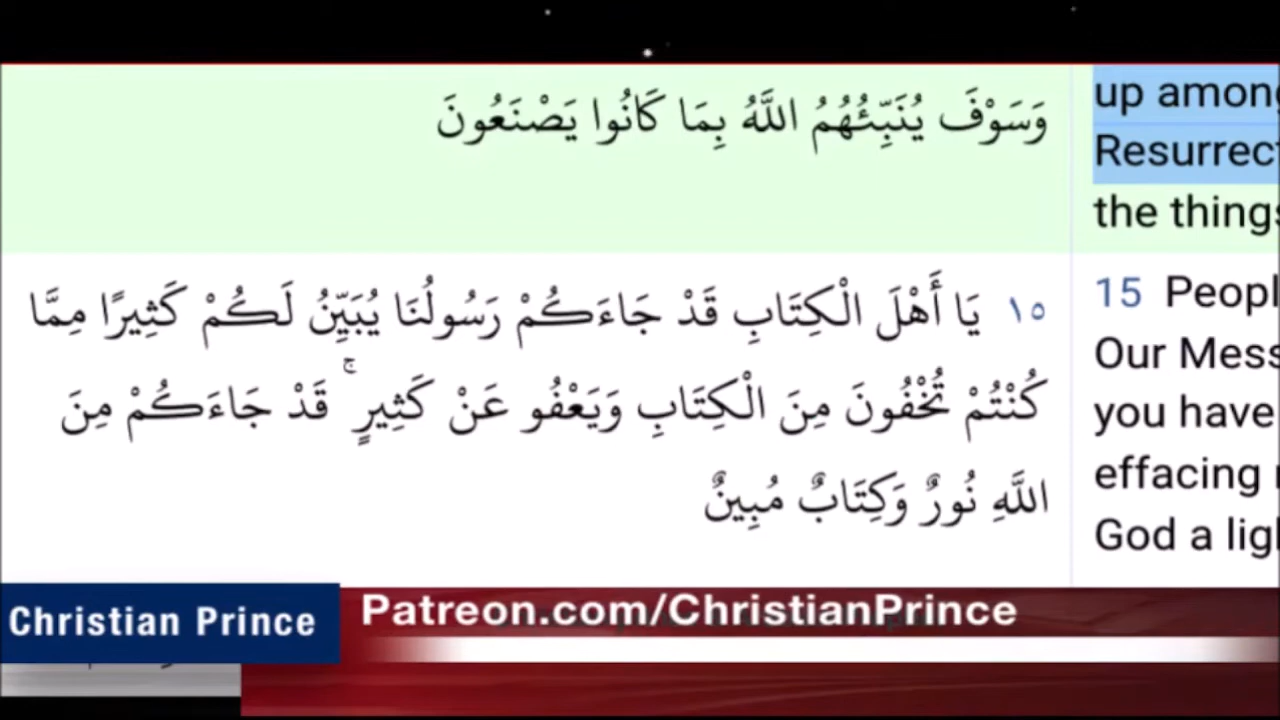 وَسَوْفَ يُنَبِّئُهُمُ اللَّهُ بِمَا كَانُوا يَصْنَعُونَ
up among
Resurrect
the things
١٥ يَا أَهْلَ الْكِتَابِ قَدْ جَاءَكُمْ رَسُولُنَا يُبَيِّنُ لَكُمْ كَثِيرًا مِمَّا
كُنْتُمْ تُخْفُونَ مِنَ الْكِتَابِ وَيَعْفُو عَنْ كَثِيرٍ ۚ قَدْ جَاءَكُمْ مِنَ
اللَّهِ نُورٌ وَكِتَابٌ مُبِينٌ
15 Peopl
Our Mess
you have
effacing
God a lig
Christian Prince
Patreon.com/ChristianPrince